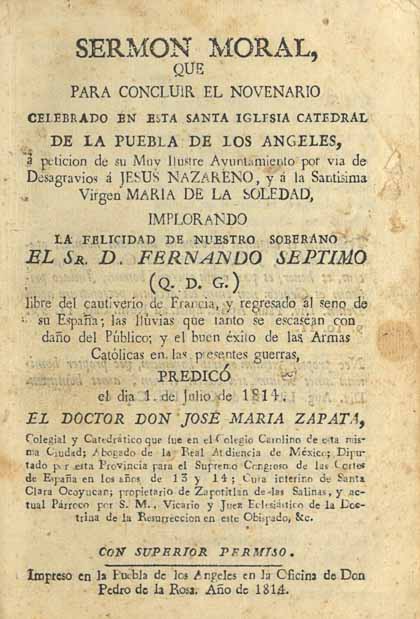 SERMON MORAL,
QUE
PARA CONCLUIR EL NOVENARIO
CELEBRADO EN ESTA SANTA IGLESIA CATEDRAL
DE LA PUEBLA DE LOS ANGELES,
á peticion de su Muy Ilustre Ayuntamiento por via de
Desagravios á JESUS NAZARENO, y á la Santisima
Virgen MARIA DE LA SOLEDAD,
IMPLORANDO
LA FELICIDAD DE NUESTRO SOBERANO
EL SR. D. FERNANDO SEPTIMO
(Q. D. G.)
libre del cautiverio de Francia, y regresado ál seno de
su España; las lluvias que tanto se escaséan con
daño del Público; y el buen éxîto de las Armas
Católicas en las presentes guerras,
PREDICÓ
el dia 1. de Julio de 1814.
EL DOCTOR DON JOSÉ MARIA ZAPATA,
Colegial y Catedrático que fue en el Colegio Carolino de esta mis-
ma Ciudad; Abogado de la Real Audiencia de México; Dipu-
tado por esta Provincia para el Supremo Congreso de las Cortes
de España en los años de 13 y 14; Cura interino de Santa
Clara Ocoyucan; propietario de Zapotitlan de las Salinas, y ac-
tual Párroco por S. M., Vicario y Juez Eclesiástico de la Doc-
trina de la Resurreccion en este Obispado, &c.
CON SUPERIOR PERMISO.
Impreso en la Puebla de los Angeles en la Oficina de Don
Pedro de la Rosa. Año de 1814.